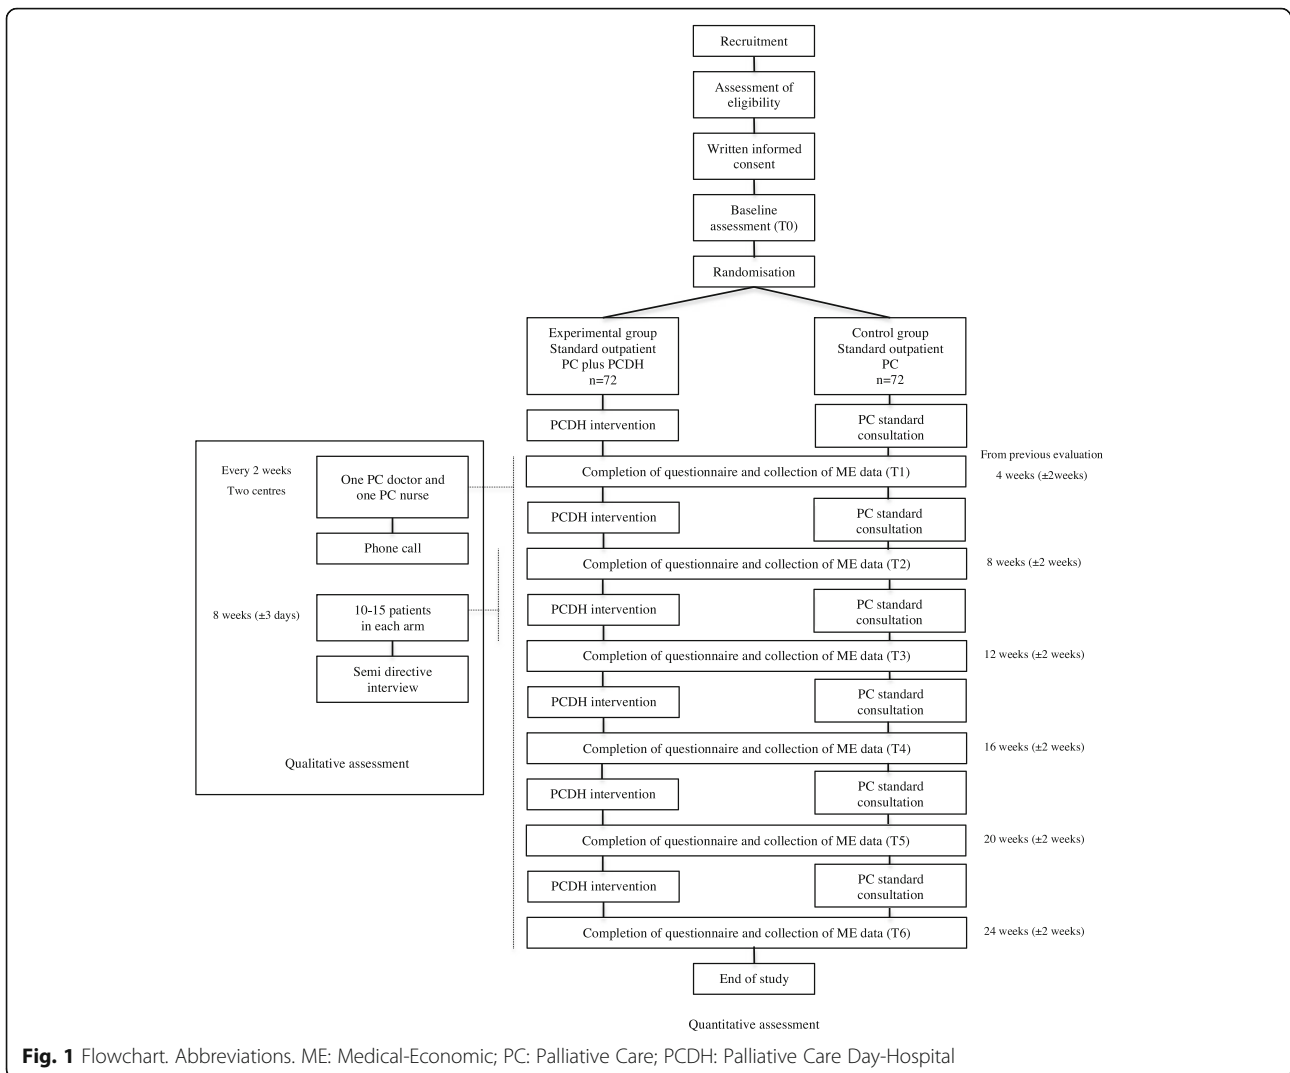 Recruitment
Assessment of
eligibility
Written informed
consent
Baseline
assessment (T0)
Randomisation
Experimental group
Standard outpatient
PC plus PCDH
n=72
Control group
Standard outpatient
PC
n=72
PCDH intervention
PC standard
consultation
From previous evaluation
Completion of questionnaire and collection of ME data (T1)
4 weeks (±2weeks)
PCDH intervention
PC standard
consultation
Completion of questionnaire and collection of ME data (T2)
8 weeks (±2 weeks)
PCDH intervention
PC standard
consultation
Completion of questionnaire and collection of ME data (T3)
12 weeks (±2 weeks)
PCDH intervention
PC standard
consultation
Completion of questionnaire and collection of ME data (T4)
16 weeks (±2 weeks)
PCDH intervention
PC standard
consultation
Completion of questionnaire and collection of ME data (T5)
20 weeks (±2 weeks)
PCDH intervention
PC standard
consultation
Completion of questionnaire and collection of ME data (T6)
24 weeks (±2 weeks)
End of study
Quantitative assessment
Every 2 weeks
Two centres
One PC doctor and
one PC nurse
Phone call
8 weeks (±3 days)
10-15 patients
in each arm
Semi directive
interview
Qualitative assessment
Fig. 1 Flowchart. Abbreviations. ME: Medical-Economic; PC: Palliative Care; PCDH: Palliative Care Day-Hospital